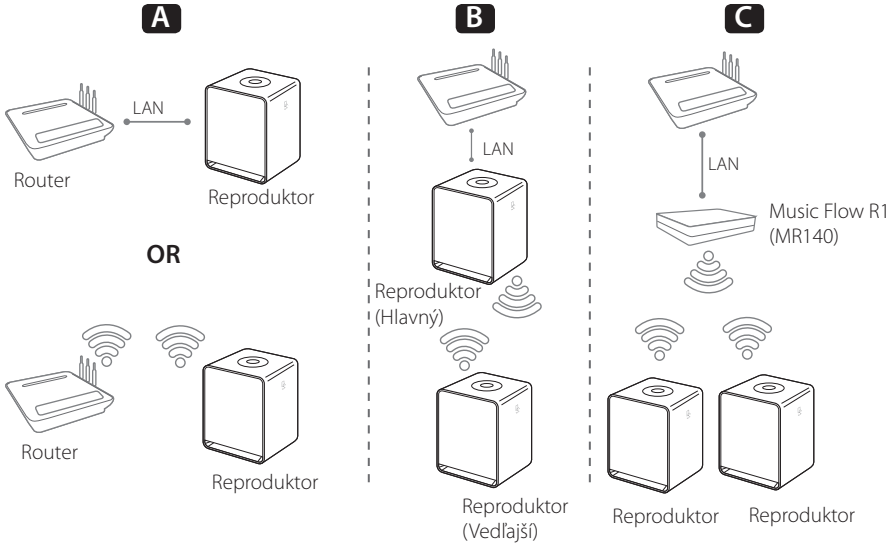 A
LAN
Router
Reproduktor
OR
Router
Reproduktor
B
LAN
Reproduktor
(Hlavný)
Reproduktor
(Vedľajší)
C
LAN
Music Flow R1
(MR140)
Reproduktor
Reproduktor